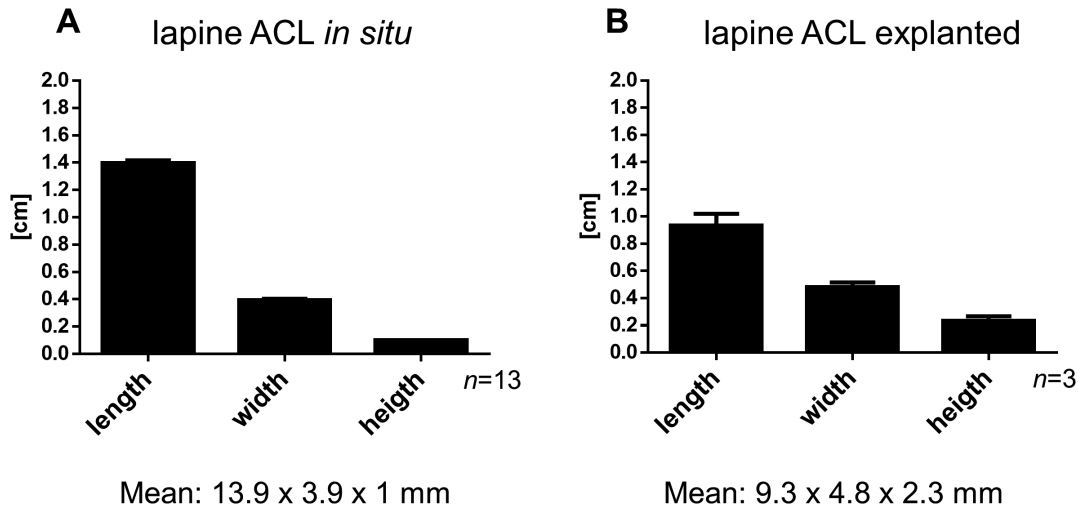 A
lapine ACL in situ
2.0
1.8
1.6
1.4
1.2
1.0
0.8
0.6
0.4
0.2
0.0
[cm]
length
width
heigth
n=13
Mean: 13.9 x 3.9 x 1 mm
B
lapine ACL explanted
2.0
1.8
1.6
1.4
1.2
1.0
0.8
0.6
0.4
0.2
0.0
[cm]
length
width
heigth
n=3
Mean: 9.3 x 4.8 x 2.3 mm